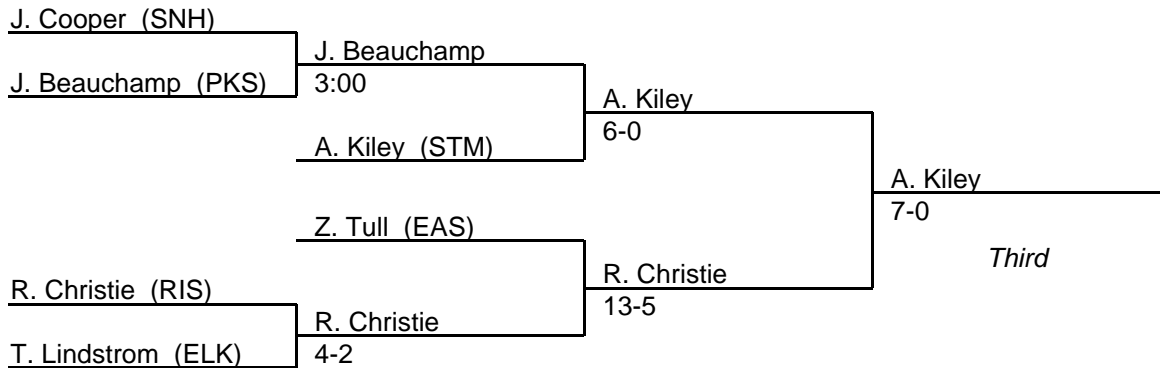 J. Cooper (SNH)
J. Beauchamp (PKS)
J. Beauchamp
3:00
A. Kiley (STM)
A. Kiley
6-0
Z. Tull (EAS)
R. Christie (RIS)
T. Lindstrom (ELK)
R. Christie
4-2
R. Christie
13-5
A. Kiley
7-0
Third